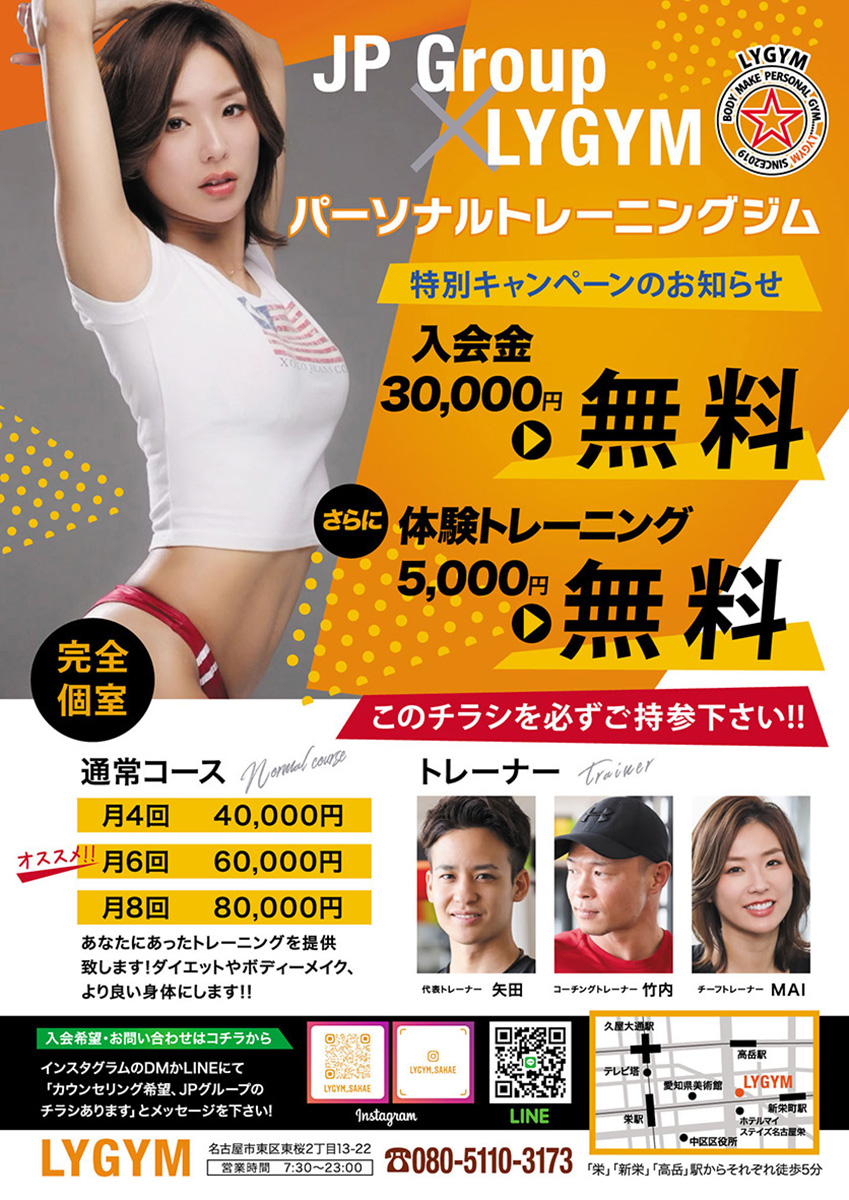 JP Group
×LYGYM
LYGYM
BODY MAKE PERSONAL GYM
"LYGYM" SINCE2019
パーソナルトレーニングジム
特別キャンペーンのお知らせ
入会金
30,000円
無料
さらに
体験トレーニング
5,000円
無料
完全
個室
このチラシを必ずご持参下さい!!
通常コース Normal course
月4回 40,000円
オススメ!!
月6回 60,000円
月8回 80,000円
あなたにあったトレーニングを提供
致します!ダイエットやボディーメイク、
より良い身体にします!!
トレーナー trainer
代表トレーナー 矢田
コーチングトレーナー 竹内
チーフトレーナー MAI
入会希望・お問い合わせはコチラから
インスタグラムのDMかLINEにて
「カウンセリング希望、JPグループの
チラシあります」とメッセージを下さい!
LYGYM_SAKAE
LYGYM_SAKAE
Instagram
LINE
久屋大通駅
高岳駅
テレビ塔
愛知県美術館
LYGYM
新栄町駅
栄駅
ホテルマイ
ステイズ名古屋栄
中区区役所
LYGYM
名古屋市東区東桜2丁目13-22
営業時間 7:30〜23:00
☎080-5110-3173
「栄」「新栄」「高岳」駅からそれぞれ徒歩5分